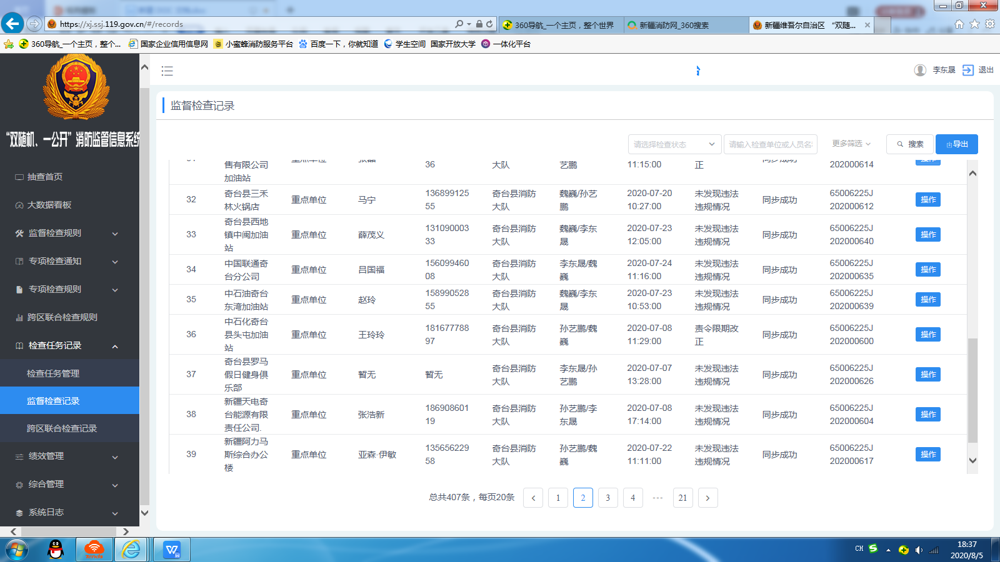 https://xj.ssj.119.gov.cn/#/records
360导航_一个主页，整个世界
新疆消防网_360搜索
新疆维吾尔自治区 “双随...
360导航_一个主页，整个...
国家企业信用信息网
小蜜蜂消防服务平台
百度一下，你就知道
学生空间
国家开放大学
一体化平台
“双随机、一公开”消防监管信息系统
李东晟
退出
抽查首页
大数据看板
监督检查规则
专项检查通知
专项检查规则
跨区联合检查规则
检查任务记录
检查任务管理
监督检查记录
跨区联合检查记录
绩效管理
综合管理
系统日志
监督检查记录
请选择检查状态
请输入检查单位或人员名称
更多筛选
搜索
导出
售有限公司 36 大队 艺鹏 11:15:00 正 202000614
加油站
奇台县三禾 136899125 奇台县消防 魏巍/孙艺 2020-07-20 未发现违法 65006225J
32 重点单位 马宁 同步成功 操作
林火锅店 55 大队 鹏 10:27:00 违规情况 202000612
奇台县西地
镇中闽加油 131090003 奇台县消防 魏巍/李东 2020-07-23 未发现违法 65006225J
33 重点单位 薛茂义 同步成功 操作
站 33 大队 晟 12:05:00 违规情况 202000640
中国联通奇 156099460 奇台县消防 李东晟/魏 2020-07-24 未发现违法 65006225J
34 重点单位 吕国福 同步成功 操作
台分公司 08 大队 巍 11:16:00 违规情况 202000635
中石油奇台 158990528 奇台县消防 魏巍/李东 2020-07-23 未发现违法 65006225J
35 重点单位 赵玲 同步成功 操作
东湾加油站 55 大队 晟 10:53:00 违规情况 202000639
中石化奇台
县头屯加油 181677788 奇台县消防 孙艺鹏/魏 2020-07-08 责令限期改 65006225J
36 重点单位 王玲玲 同步成功 操作
站 97 大队 巍 11:29:00 正 202000600
奇台县罗马
假日健身俱 奇台县消防 李东晟/孙 2020-07-07 未发现违法 65006225J
37 重点单位 暂无 暂无 同步成功 操作
乐部 大队 艺鹏 13:28:00 违规情况 202000626
新疆天电奇
台能源有限 186908601 奇台县消防 孙艺鹏/李 2020-07-08 未发现违法 65006225J
38 重点单位 张浩新 同步成功 操作
责任公司. 19 大队 东晟 17:14:00 违规情况 202000604
新疆阿力马
斯综合办公 135656229 奇台县消防 孙艺鹏/魏 2020-07-22 未发现违法 65006225J
39 重点单位 亚森·伊敏 同步成功 操作
楼 58 大队 巍 11:11:00 违规情况 202000617
总共407条，每页20条 1 2 3 4 ••• 21
CH
18:37
2020/8/5